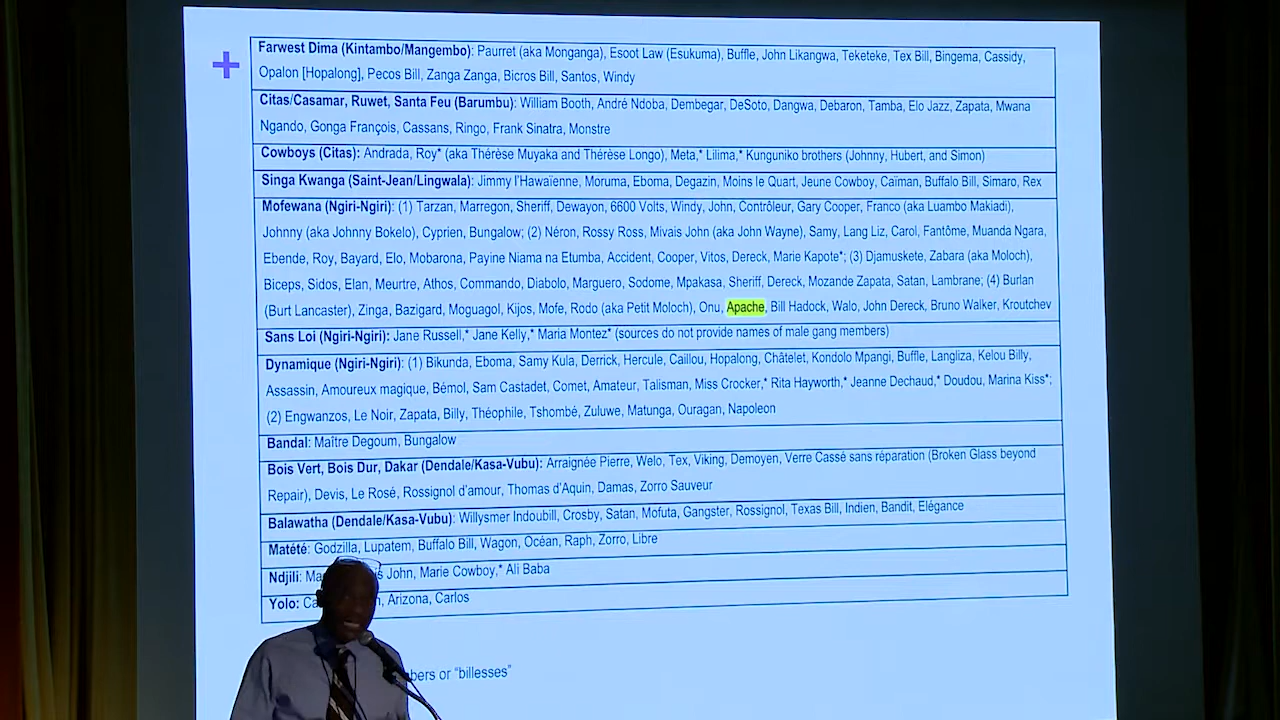 Farwest Dima (Kintambo/Mangembo): Paurret (aka Monganga), Esoot Law (Esukuma), Buffle, John Likangwa, Teketeke, Tex Bill, Bingema, Cassidy,
Opalon [Hopalong], Pecos Bill, Zanga Zanga, Bicros Bill, Santos, Windy
Citas/Casamar, Ruwet, Santa Feu (Barumbu): William Booth, André Ndoba, Dembegar, DeSoto, Dangwa, Debaron, Tamba, Elo Jazz, Zapata, Mwana
Ngando, Gonga François, Cassans, Ringo, Frank Sinatra, Monstre
Cowboys (Citas): Andrada, Roy* (aka Thérèse Muyaka and Thérèse Longo), Meta,* Lilima,* Kunguniko brothers (Johnny, Hubert, and Simon)
Singa Kwanga (Saint-Jean/Lingwala): Jimmy l'Hawaïenne, Moruma, Eboma, Degazin, Moins le Quart, Jeune Cowboy, Caïman, Buffalo Bill, Simaro, Rex
Mofewana (Ngiri-Ngiri): (1) Tarzan, Marregon, Sheriff, Dewayon, 6600 Volts, Windy, John, Contrôleur, Gary Cooper, Franco (aka Luambo Makiadi),
Johnny (aka Johnny Bokelo), Cyprien, Bungalow; (2) Néron, Rossy Ross, Mivais John (aka John Wayne), Samy, Lang Liz, Carol, Fantôme, Muanda Ngara,
Ebende, Roy, Bayard, Elo, Mobarona, Payine Niama na Etumba, Accident, Cooper, Vitos, Dereck, Marie Kapote*; (3) Djamuskete, Zabara (aka Moloch),
Biceps, Sidos, Elan, Meurtre, Athos, Commando, Diabolo, Marguero, Sodome, Mpakasa, Sheriff, Dereck, Mozande Zapata, Satan, Lambrane; (4) Burlan
(Burt Lancaster), Zinga, Bazigard, Moguagol, Kijos, Mofe, Rodo (aka Petit Moloch), Onu, Apache, Bill Hadock, Walo, John Dereck, Bruno Walker, Kroutchev
Sans Loi (Ngiri-Ngiri): Jane Russell,* Jane Kelly,* Maria Montez* (sources do not provide names of male gang members)
Dynamique (Ngiri-Ngiri): (1) Bikunda, Eboma, Samy Kula, Derrick, Hercule, Caillou, Hopalong, Châtelet, Kondolo Mpangi, Buffle, Langliza, Kelou Billy,
Assassin, Amoureux magique, Bémol, Sam Castadet, Comet, Amateur, Talisman, Miss Crocker,* Rita Hayworth,* Jeanne Dechaud,* Doudou, Marina Kiss*;
(2) Engwanzos, Le Noir, Zapata, Billy, Théophile, Tshombé, Zuluwe, Matunga, Ouragan, Napoleon
Bandal: Maître Degoum, Bungalow
Bois Vert, Bois Dur, Dakar (Dendale/Kasa-Vubu): Arraignée Pierre, Welo, Tex, Viking, Demoyen, Verre Cassé sans réparation (Broken Glass beyond
Repair), Devis, Le Rosé, Rossignol d'amour, Thomas d'Aquin, Damas, Zorro Sauveur
Balawatha (Dendale/Kasa-Vubu): Willysmer Indoubill, Crosby, Satan, Mofuta, Gangster, Rossignol, Texas Bill, Indien, Bandit, Elégance
Matété: Godzilla, Lupatem, Buffalo Bill, Wagon, Océan, Raph, Zorro, Libre
Ndjili: John, Marie Cowboy,* Ali Baba
Yolo: Arizona, Carlos
or "billesses"